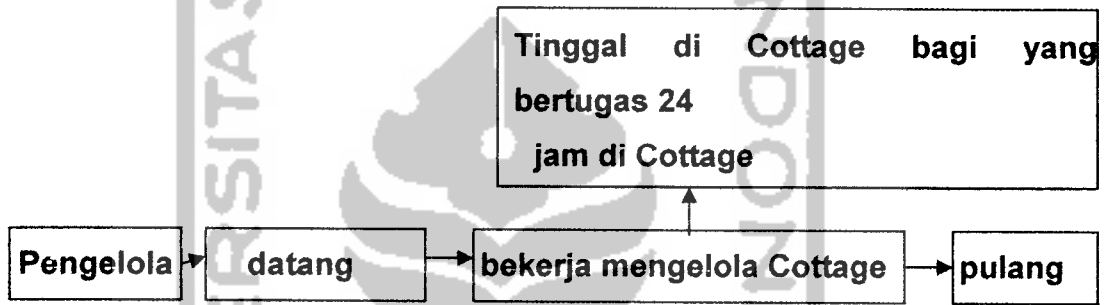 Tinggal di Cottage bagi yang
bertugas 24
jam di Cottage
Pengelola
datang
bekerja mengelola Cottage
pulang